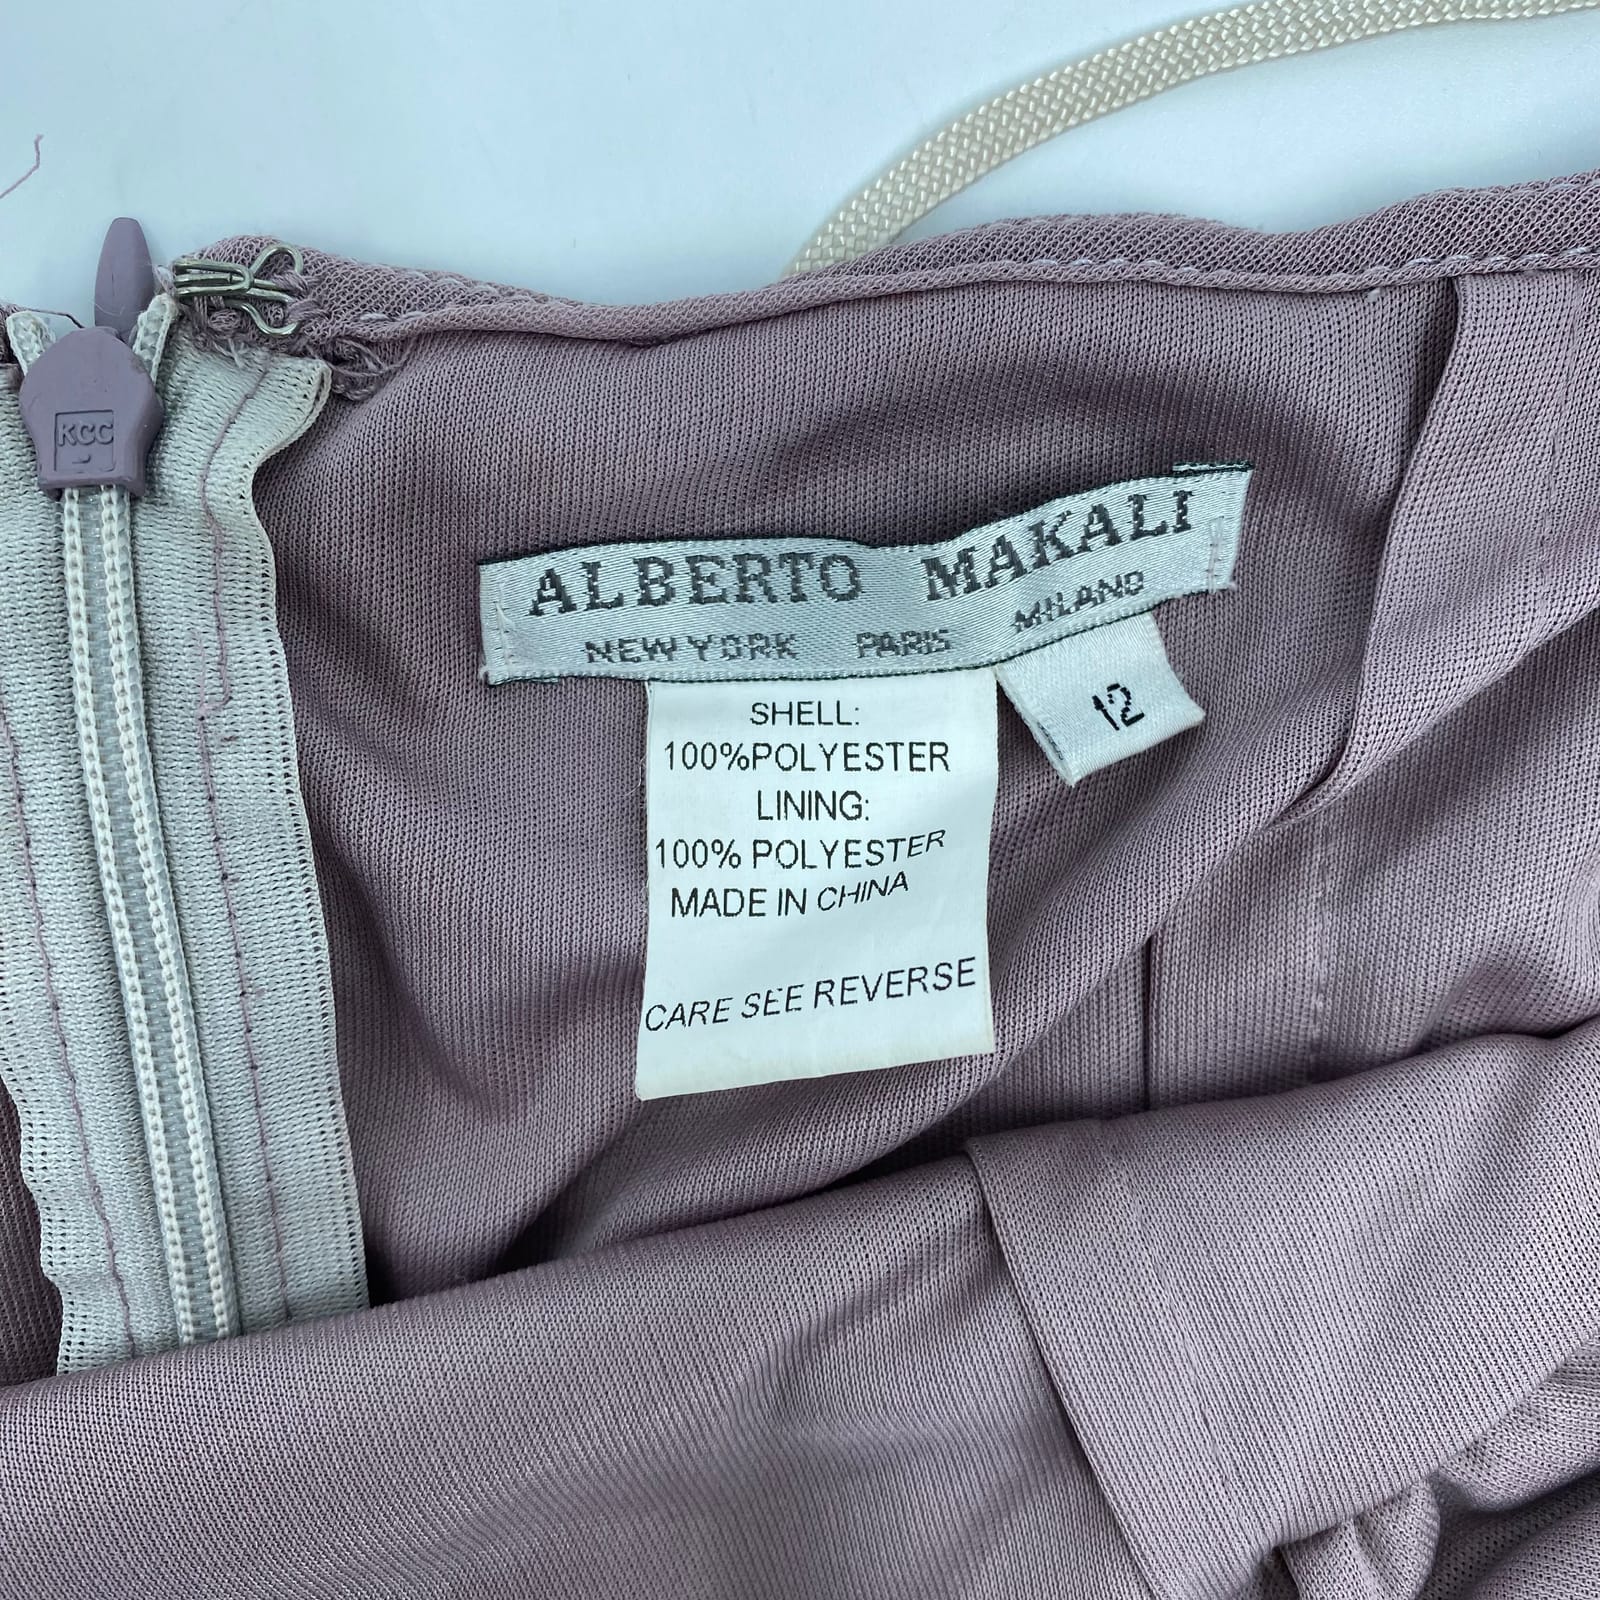 KCC
ALBERTO MAKALI
NEW YORK PARIS MILANO
12
SHELL:
100%POLYESTER
LINING:
100% POLYESTER
MADE IN CHINA
CARE SEE REVERSE